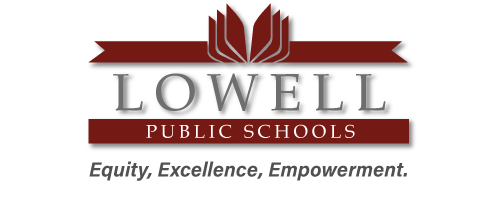 LOWELL
PUBLIC SCHOOLS
Equity, Excellence, Empowerment.